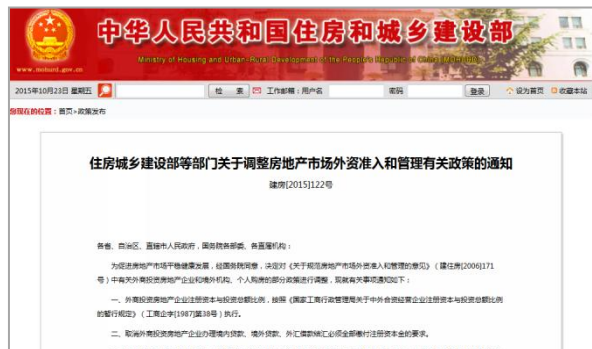 中华人民共和国住房和城乡建设部
Ministry of Housing and Urban-Rural Development of the People's Republic of China (MOHURD)
www.mohurd.gov.cn
2015年10月23日 星期五 检 索 工作邮箱：用户名 密码 登录 设为首页 收藏本站
您现在的位置：首页>政策发布
住房城乡建设部等部门关于调整房地产市场外资准入和管理有关政策的通知
建房[2015]122号
各省、自治区、直辖市人民政府，国务院各部委、各直属机构：
为促进房地产市场平稳健康发展，经国务院同意，决定对《关于规范房地产市场外资准入和管理的意见》（建住房[2006]171
号）中有关外商投资房地产企业和境外机构、个人购房的部分政策进行调整，现就有关事项通知如下：
一、外商投资房地产企业注册资本与投资总额比例，按照《国家工商行政管理局关于中外合资经营企业注册资本与投资总额比例
的暂行规定》（工商企字[1987]第38号）执行。
二、取消外商投资房地产企业办理境内贷款、境外贷款、外汇借款结汇必须全部缴付注册资本金的要求。